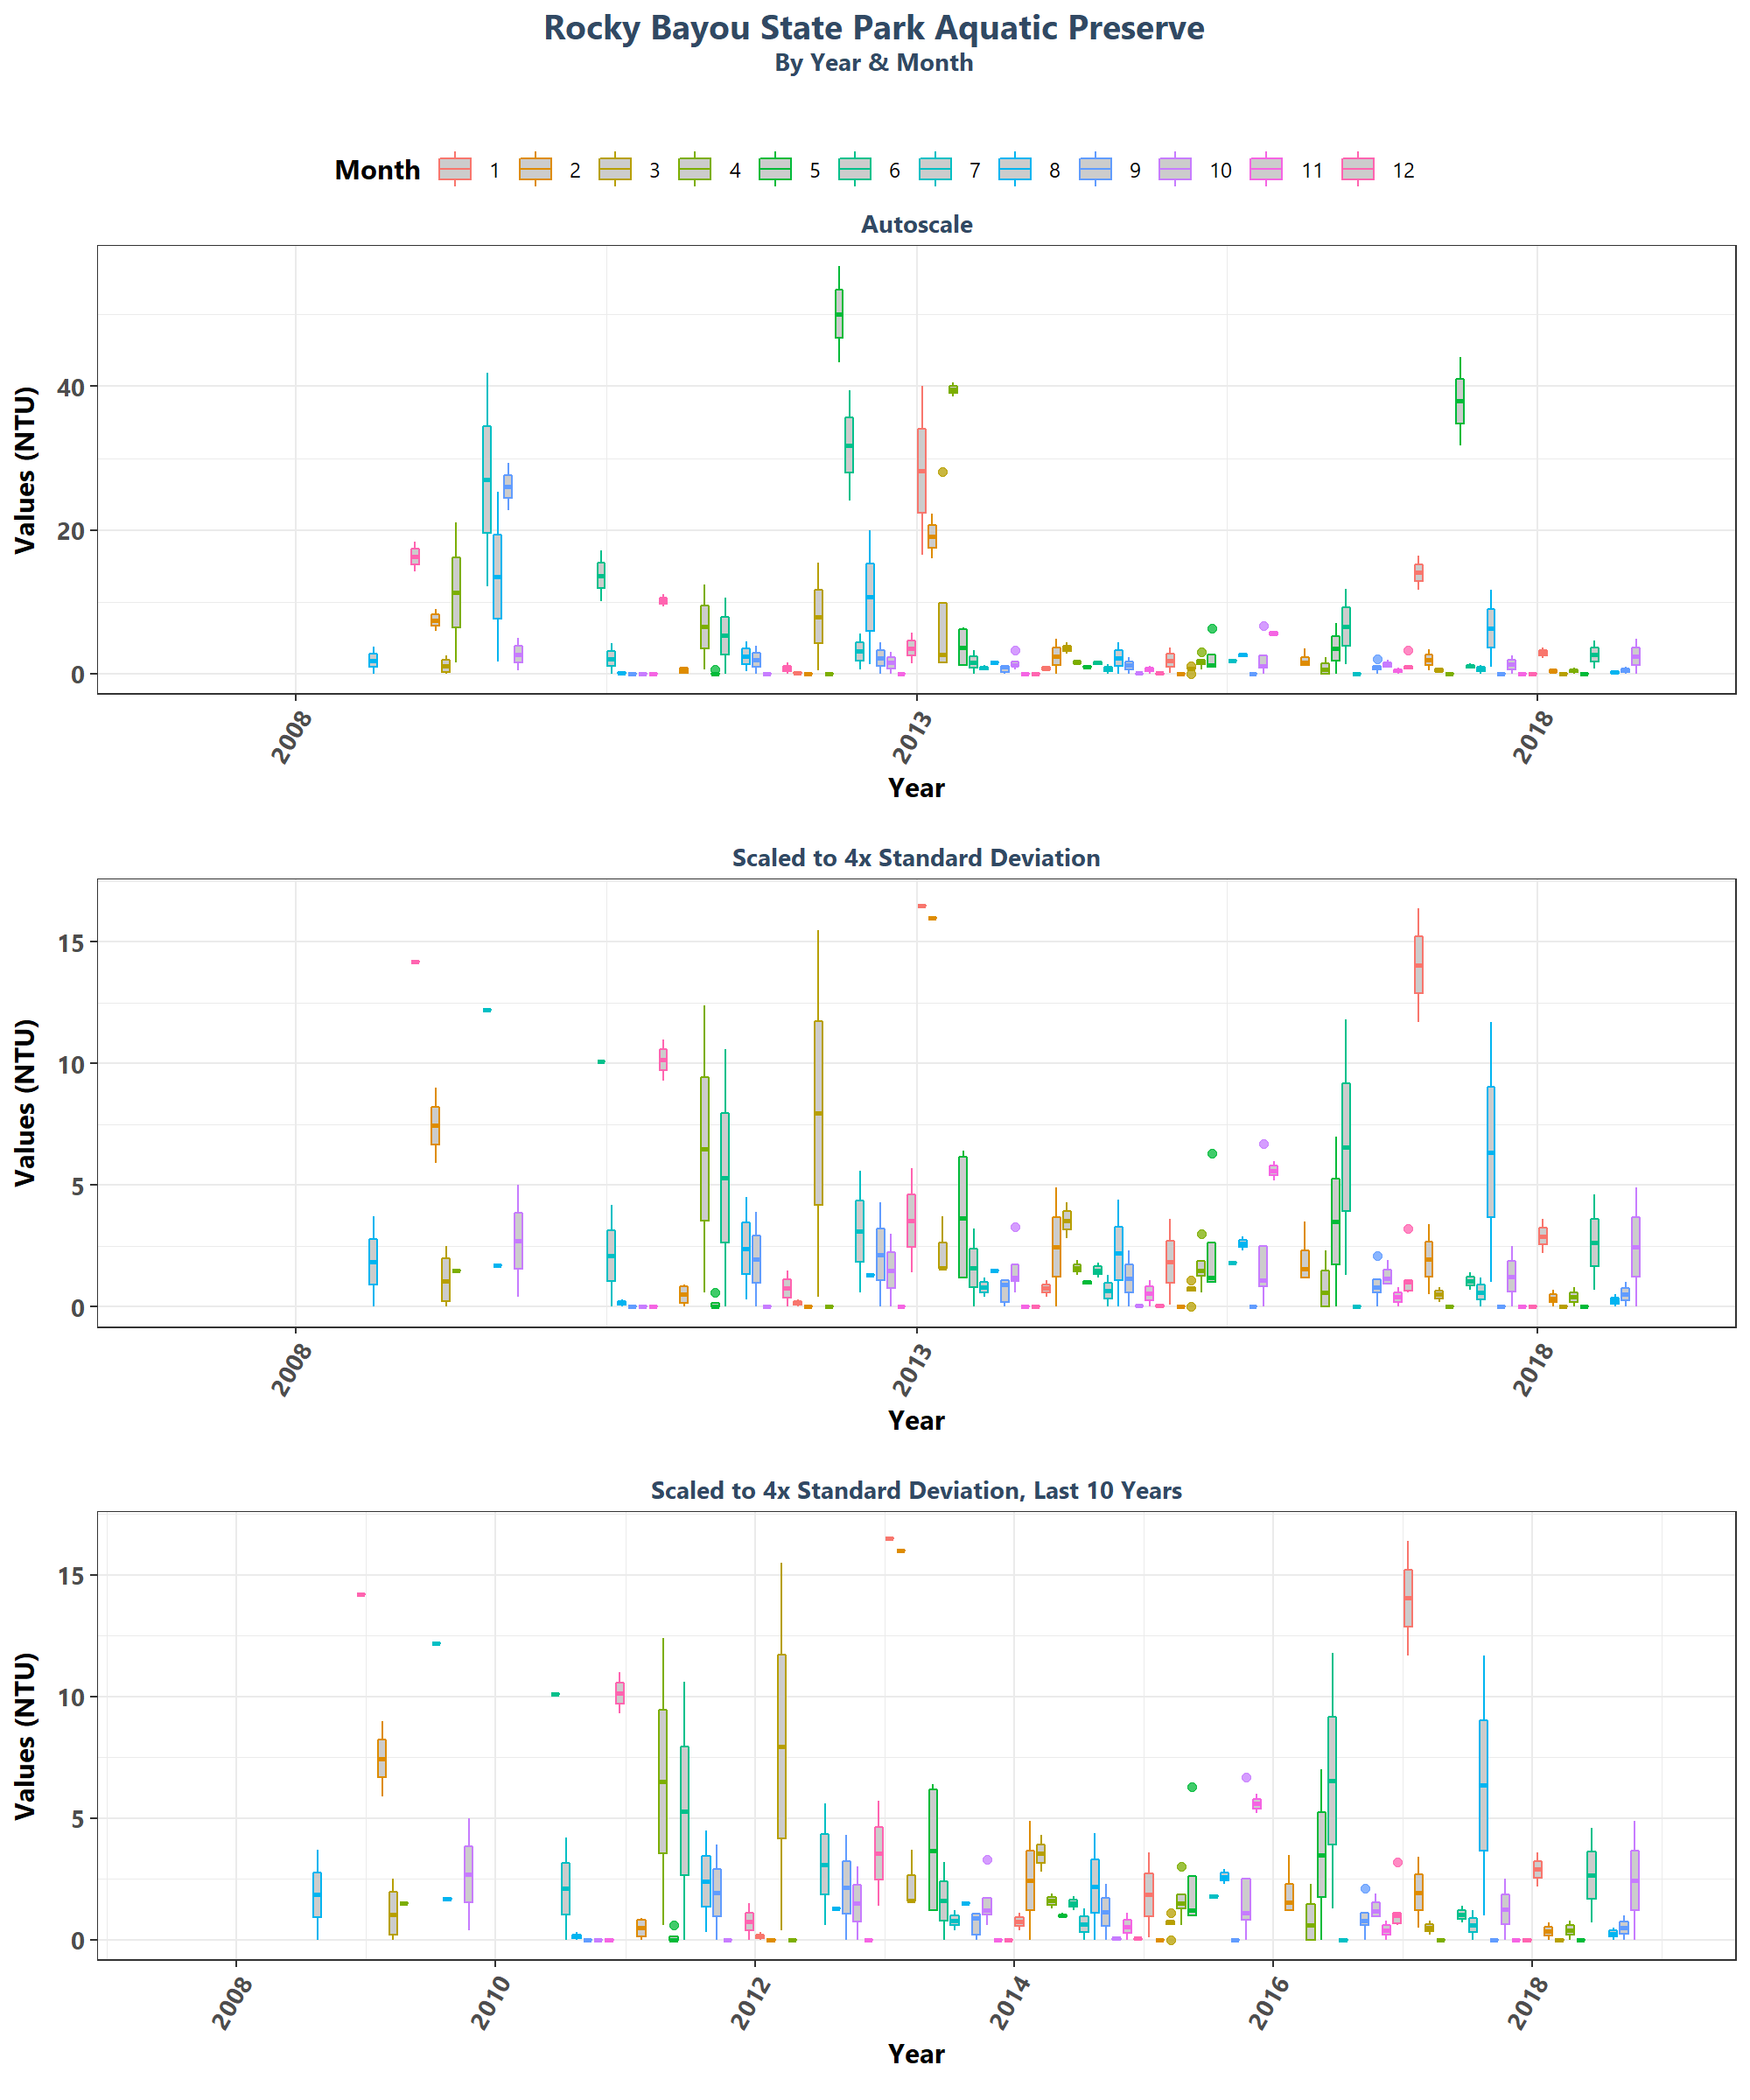 Rocky Bayou State Park Aquatic Preserve
By Year & Month
Month 1 2 3 4 5 6 7 8 9 10 11 12
Autoscale
Values (NTU)
40
20
0
2008 2013 2018
Year
Scaled to 4x Standard Deviation
Values (NTU)
15
10
5
0
2008 2013 2018
Year
Scaled to 4x Standard Deviation, Last 10 Years
Values (NTU)
15
10
5
0
2008 2010 2012 2014 2016 2018
Year